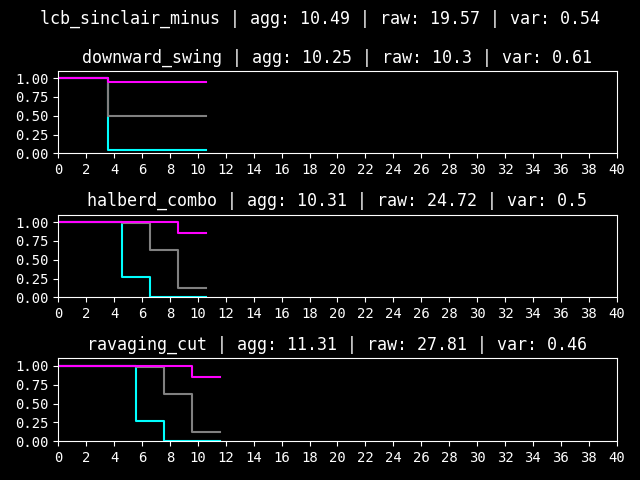 lcb_sinclair_minus | agg: 10.49 | raw: 19.57 | var: 0.54
downward_swing | agg: 10.25 | raw: 10.3 | var: 0.61
1.00
0.75
0.50
0.25
0.00
0 2 4 6 8 10 12 14 16 18 20 22 24 26 28 30 32 34 36 38 40
halberd_combo | agg: 10.31 | raw: 24.72 | var: 0.5
1.00
0.75
0.50
0.25
0.00
0 2 4 6 8 10 12 14 16 18 20 22 24 26 28 30 32 34 36 38 40
ravaging_cut | agg: 11.31 | raw: 27.81 | var: 0.46
1.00
0.75
0.50
0.25
0.00
0 2 4 6 8 10 12 14 16 18 20 22 24 26 28 30 32 34 36 38 40